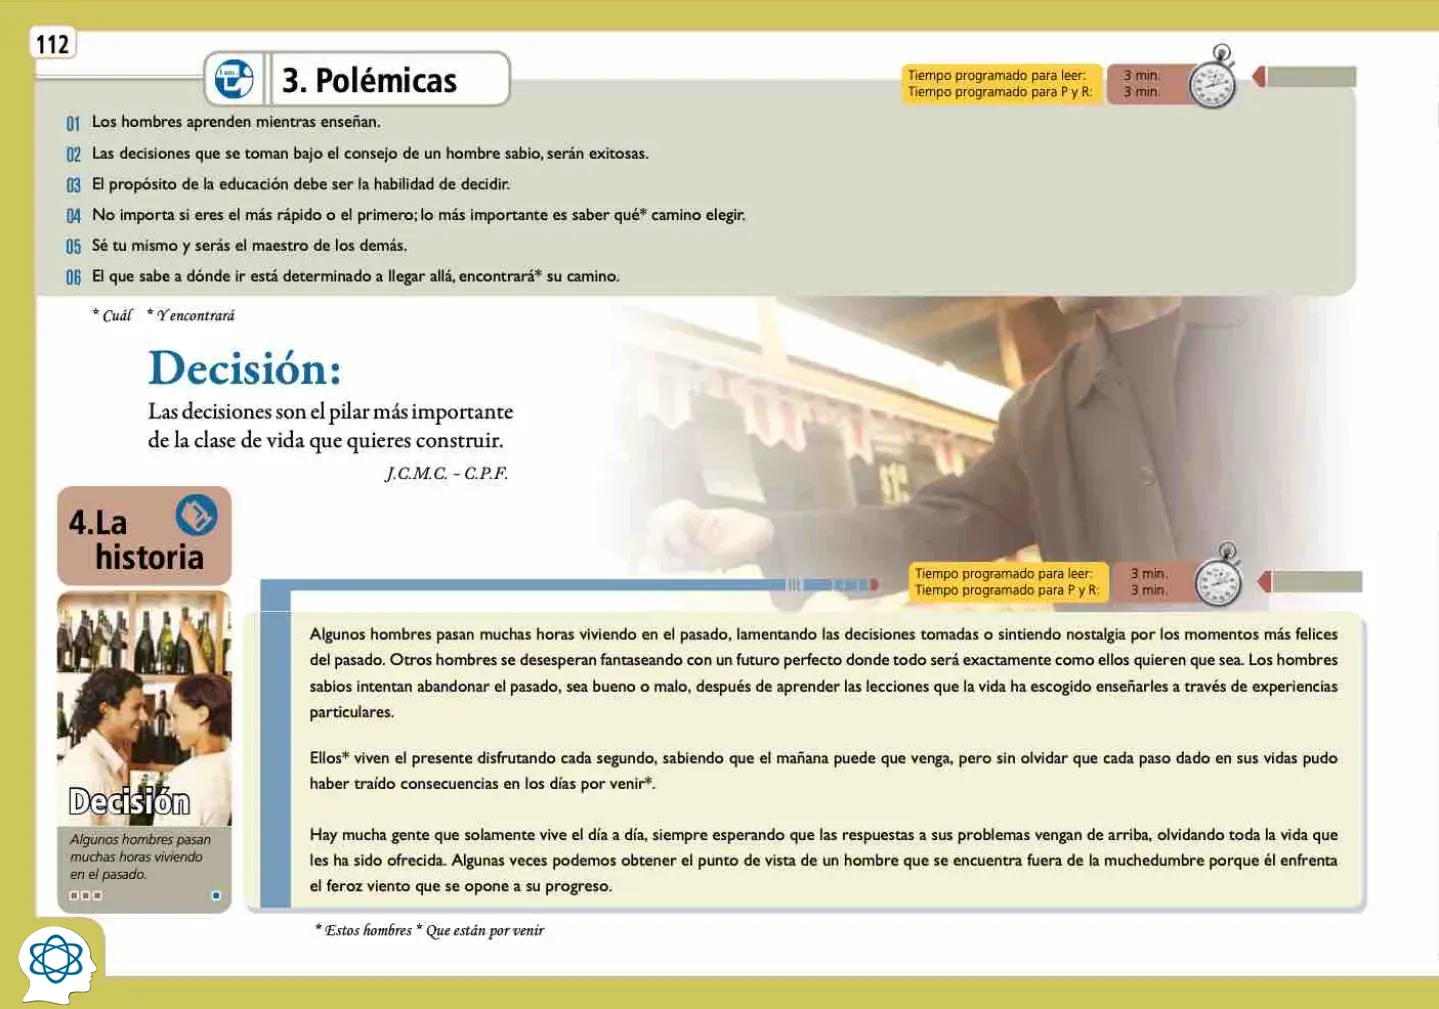 112
3. Polémicas
Tiempo programado para leer: 3 min.
Tiempo programado para P y R: 3 min.
01 Los hombres aprenden mientras enseñan.
02 Las decisiones que se toman bajo el consejo de un hombre sabio, serán exitosas.
03 El propósito de la educación debe ser la habilidad de decidir.
04 No importa si eres el más rápido o el primero; lo más importante es saber qué* camino elegir.
05 Sé tu mismo y serás el maestro de los demás.
06 El que sabe a dónde ir está determinado a llegar allá, encontrará* su camino.
* Cuál * Y encontrará
Decisión:
Las decisiones son el pilar más importante
de la clase de vida que quieres construir.
J.C.M.C. - C.P.F.
4. La
historia
Tiempo programado para leer: 3 min.
Tiempo programado para P y R: 3 min.
Decisión
Algunos hombres pasan
muchas horas viviendo
en el pasado.
Algunos hombres pasan muchas horas viviendo en el pasado, lamentando las decisiones tomadas o sintiendo nostalgia por los momentos más felices
del pasado. Otros hombres se desesperan fantaseando con un futuro perfecto donde todo será exactamente como ellos quieren que sea. Los hombres
sabios intentan abandonar el pasado, sea bueno o malo, después de aprender las lecciones que la vida ha escogido enseñarles a través de experiencias
particulares.
Ellos* viven el presente disfrutando cada segundo, sabiendo que el mañana puede que venga, pero sin olvidar que cada paso dado en sus vidas pudo
haber traído consecuencias en los días por venir*.
Hay mucha gente que solamente vive el día a día, siempre esperando que las respuestas a sus problemas vengan de arriba, olvidando toda la vida que
les ha sido ofrecida. Algunas veces podemos obtener el punto de vista de un hombre que se encuentra fuera de la muchedumbre porque él enfrenta
el feroz viento que se opone a su progreso.
* Estos hombres * Que están por venir